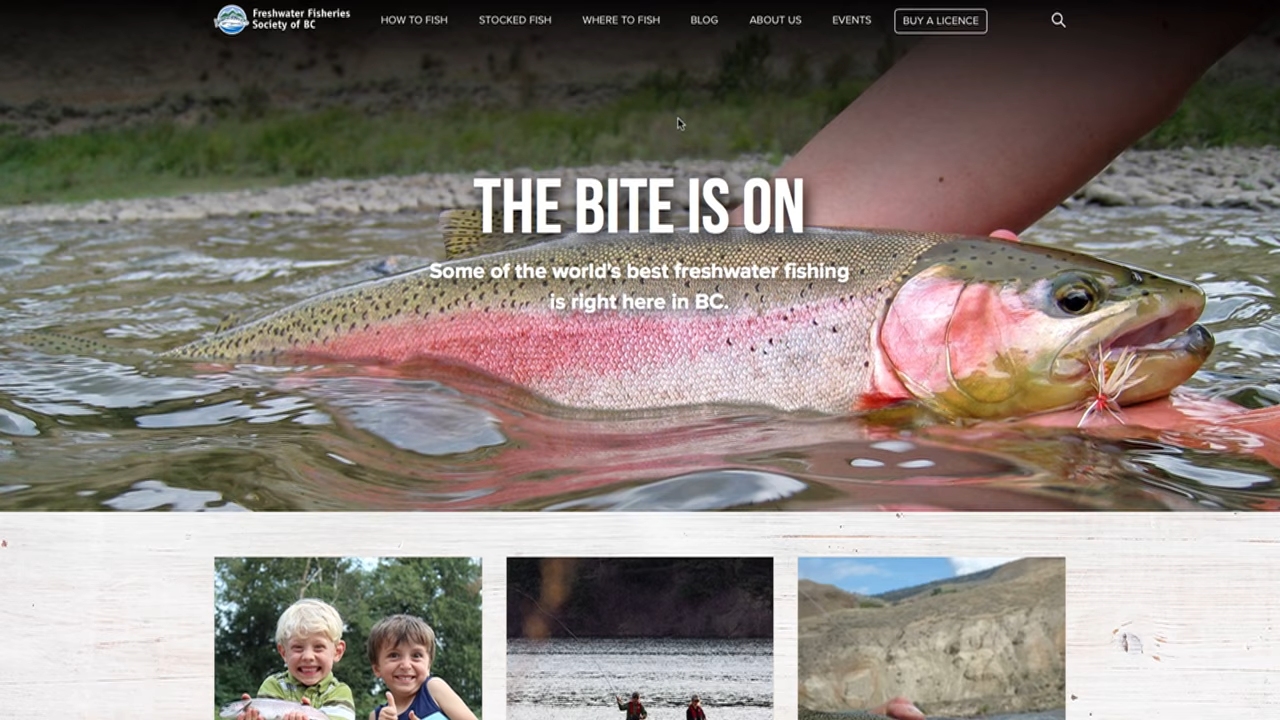 Freshwater Fisheries
Society of BC
HOW TO FISH
STOCKED FISH
WHERE TO FISH
BLOG
ABOUT US
EVENTS
BUY A LICENCE
THE BITE IS ON
Some of the world's best freshwater fishing
is right here in BC.